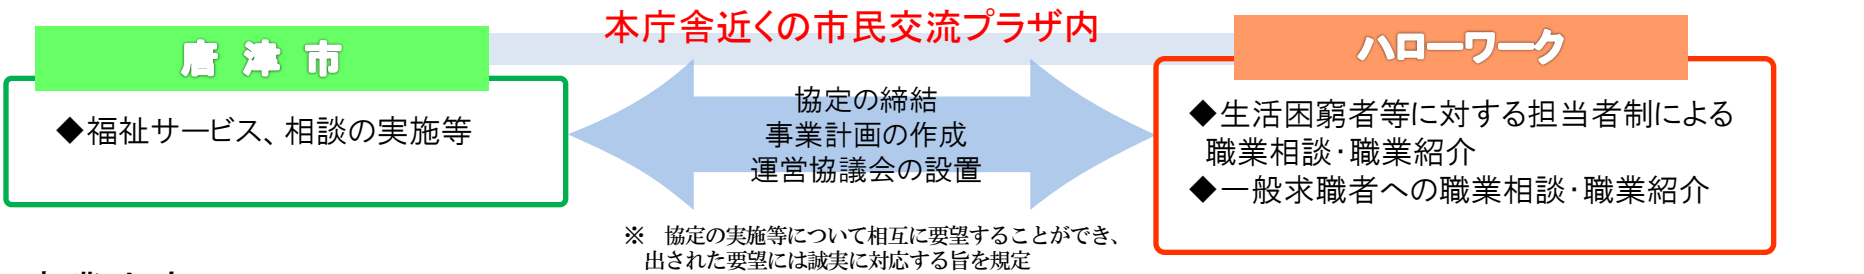 本庁舎近くの市民交流プラザ内
唐 津 市
◆福祉サービス、相談の実施等
協定の締結
事業計画の作成
運営協議会の設置
※　協定の実施等について相互に要望することができ、
出された要望には誠実に対応する旨を規定
ハローワーク
◆生活困窮者等に対する担当者制による
職業相談・職業紹介
◆一般求職者への職業相談・職業紹介